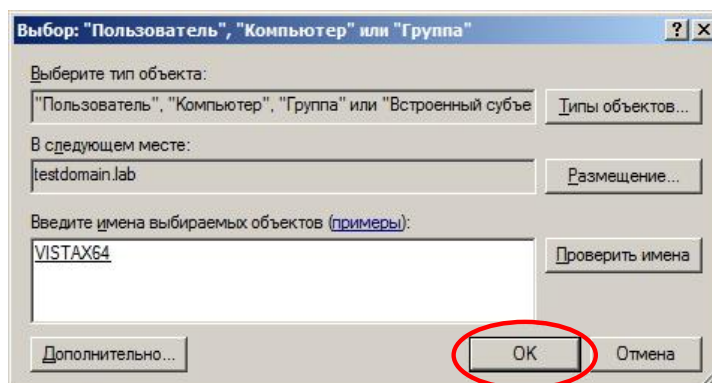 Выбор: "Пользователь", "Компьютер" или "Группа"
Выберите тип объекта:
"Пользователь", "Компьютер", "Группа" или "Встроенный субъе
Типы объектов...
В следующем месте:
testdomain.lab
Размещение...
Введите имена выбираемых объектов (примеры):
VISTAX64
Проверить имена
Дополнительно...
OK
Отмена